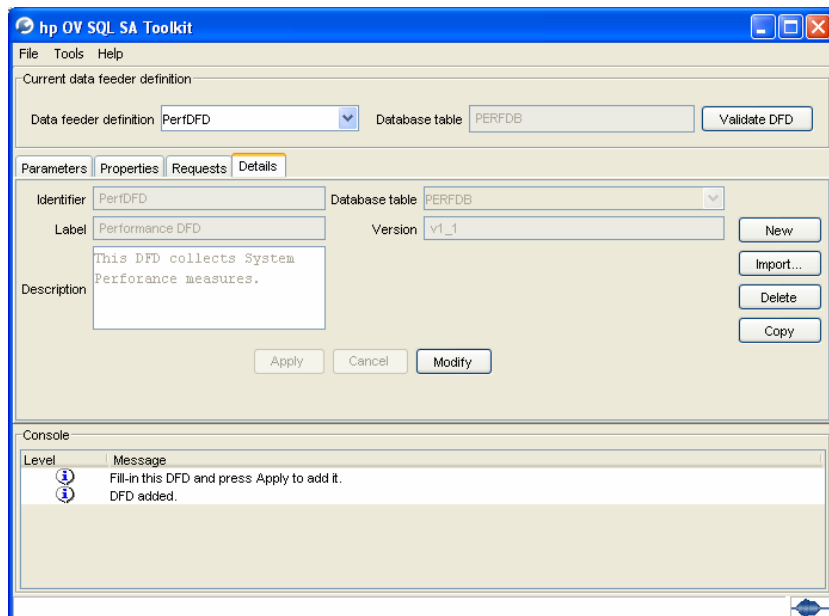 hp OV SQL SA Toolkit
File Tools Help
Current data feeder definition
Data feeder definition PerfDFD Database table PERFDB Validate DFD
Parameters Properties Requests Details
Identifier PerfDFD Database table PERFDB
Label Performance DFD Version v1_1 New
Description This DFD collects System
Perforance measures.
Import...
Delete
Copy
Apply Cancel Modify
Console
Level Message
Fill-in this DFD and press Apply to add it.
DFD added.